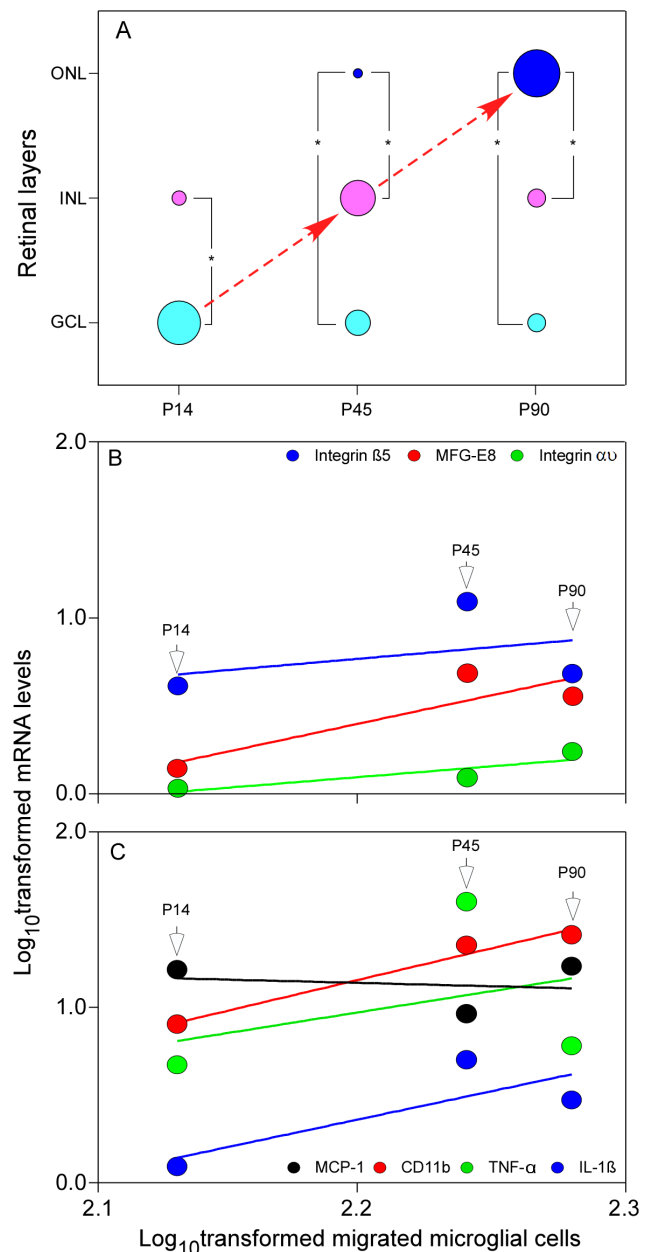 A
ONL
INL
GCL
Retinal layers
* * * * *
P14 P45 P90
B
Integrin ß5 MFG-E8 Integrin αυ
2.0
1.0
0.0
P14 P45 P90
Log10transformed mRNA levels
C
2.0
1.0
0.0
P14 P45 P90
MCP-1 CD11b TNF-α IL-1ß
2.1 2.2 2.3
Log10transformed migrated microglial cells